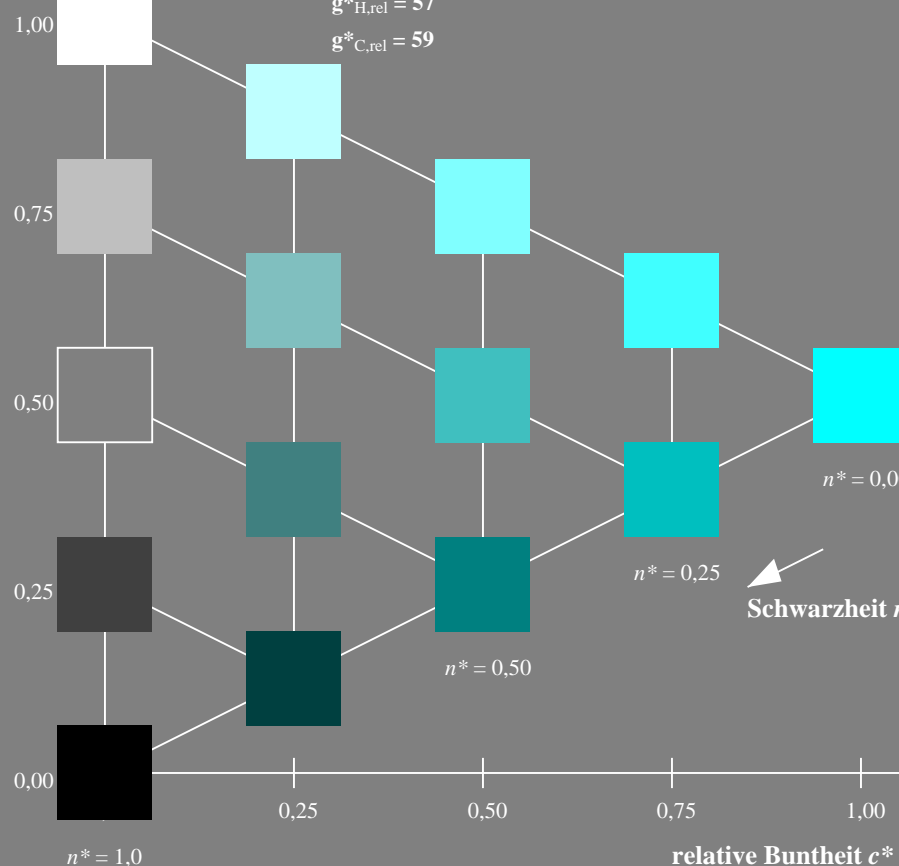 g*H,rel = 57
1,00
g*C,rel = 59
0,75
0,50
n* = 0,0
n* = 0,25
0,25
Schwarzheit n
n* = 0,50
0,00
0,25 0,50 0,75 1,00
n* = 1,0
relative Buntheit c*